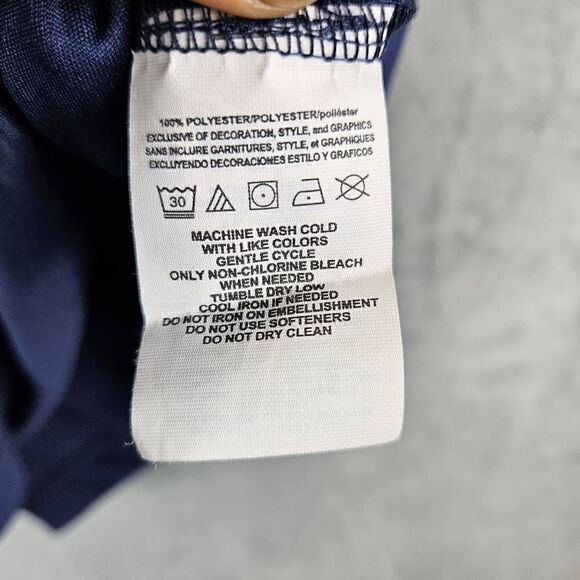 100% POLYESTER/POLYESTER/poliéster
EXCLUSIVE OF DECORATION, STYLE, and GRAPHICS
SANS INCLURE GARNITURES, STYLE, et GRAPHIQUES
EXCLUYENDO DECORACIONES ESTILO Y GRAFICOS
30
MACHINE WASH COLD
WITH LIKE COLORS
GENTLE CYCLE
ONLY NON-CHLORINE BLEACH
WHEN NEEDED
TUMBLE DRY LOW
COOL IRON IF NEEDED
DO NOT IRON ON EMBELLISHMENT
DO NOT USE SOFTENERS
DO NOT DRY CLEAN